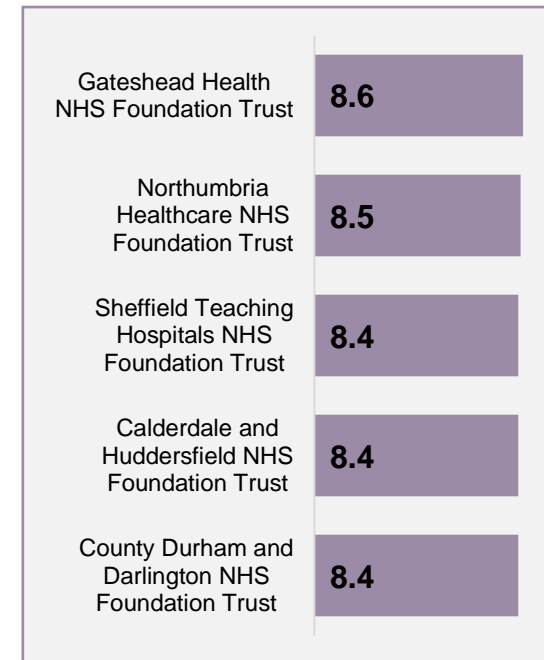 Gateshead Health
NHS Foundation Trust
8.6
Northumbria
Healthcare NHS
Foundation Trust
8.5
Sheffield Teaching
Hospitals NHS
Foundation Trust
8.4
Calderdale and
Huddersfield NHS
Foundation Trust
8.4
County Durham and
Darlington NHS
Foundation Trust
8.4